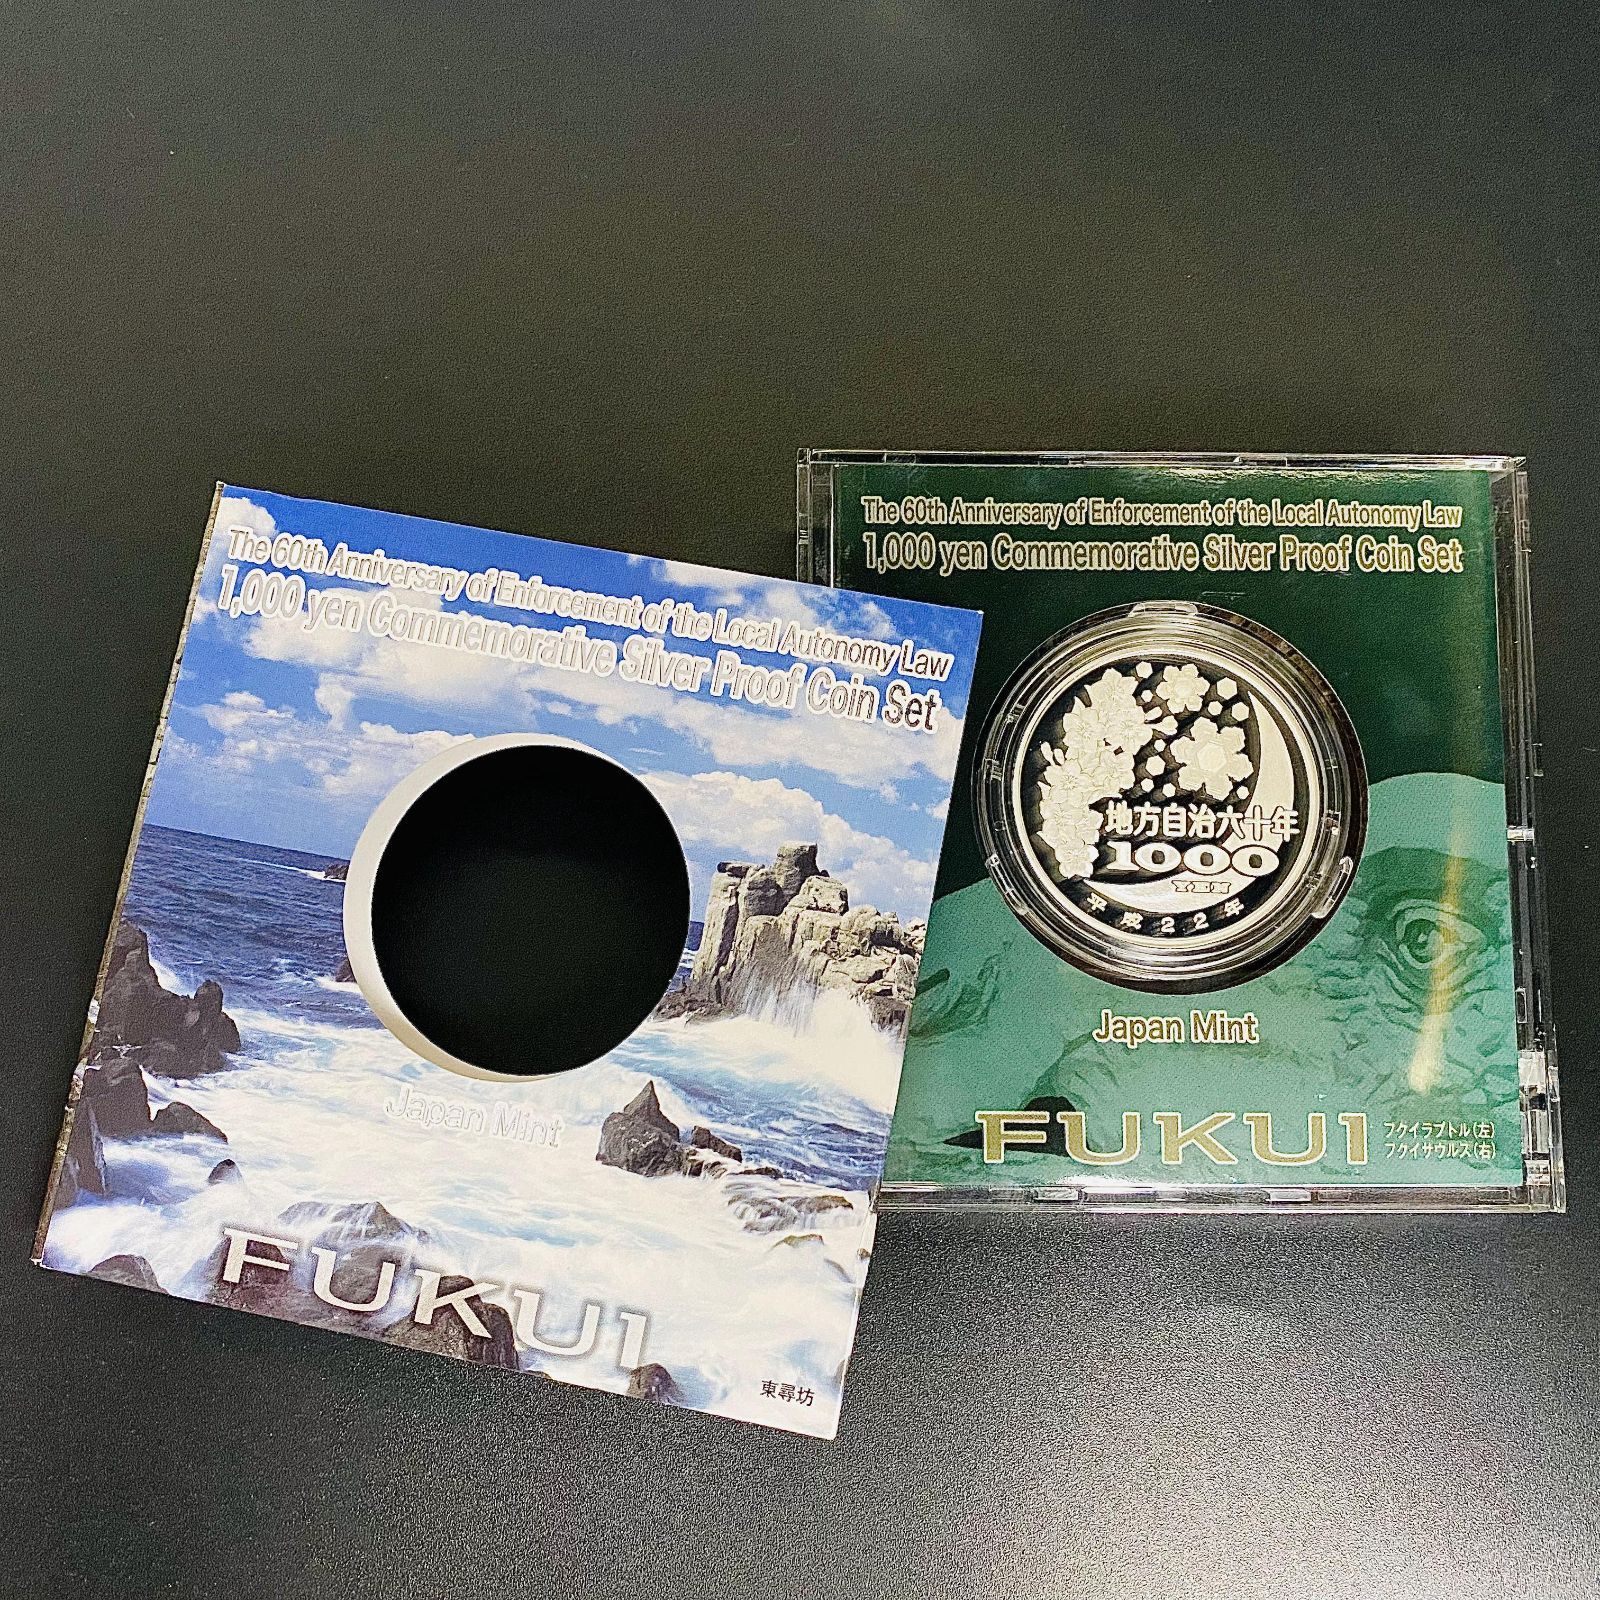 The 60th Anniversary of Enforcement of the Local Autonomy Law
1,000 yen Commemorative Silver Proof Coin Set
Japan Mint
FUKUI
東尋坊
The 60th Anniversary of Enforcement of the Local Autonomy Law
1,000 yen Commemorative Silver Proof Coin Set
地方自治六十年
1000
YEN
平成22年
Japan Mint
FUKUI
フクイラプトル(左)
フクイサウルス(右)